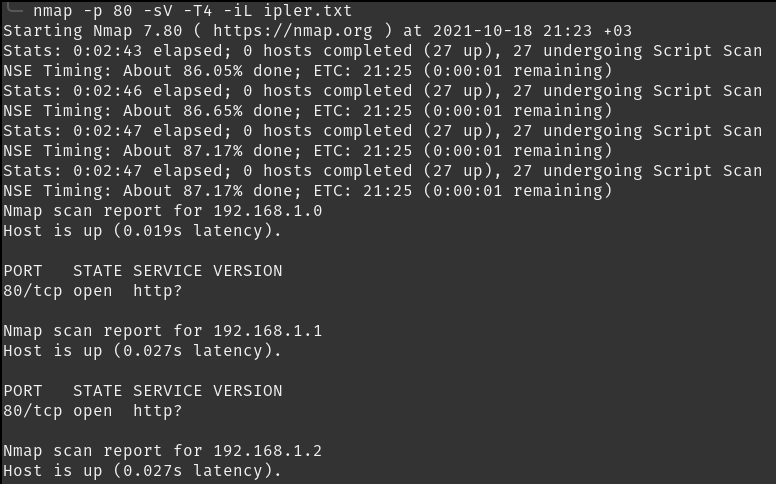 nmap -p 80 -sV -T4 -iL ipler.txt
Starting Nmap 7.80 ( https://nmap.org ) at 2021-10-18 21:23 +03
Stats: 0:02:43 elapsed; 0 hosts completed (27 up), 27 undergoing Script Scan
NSE Timing: About 86.05% done; ETC: 21:25 (0:00:01 remaining)
Stats: 0:02:46 elapsed; 0 hosts completed (27 up), 27 undergoing Script Scan
NSE Timing: About 86.65% done; ETC: 21:25 (0:00:01 remaining)
Stats: 0:02:47 elapsed; 0 hosts completed (27 up), 27 undergoing Script Scan
NSE Timing: About 87.17% done; ETC: 21:25 (0:00:01 remaining)
Stats: 0:02:47 elapsed; 0 hosts completed (27 up), 27 undergoing Script Scan
NSE Timing: About 87.17% done; ETC: 21:25 (0:00:01 remaining)
Nmap scan report for 192.168.1.0
Host is up (0.019s latency).
PORT   STATE SERVICE VERSION
80/tcp open  http?
Nmap scan report for 192.168.1.1
Host is up (0.027s latency).
PORT   STATE SERVICE VERSION
80/tcp open  http?
Nmap scan report for 192.168.1.2
Host is up (0.027s latency).